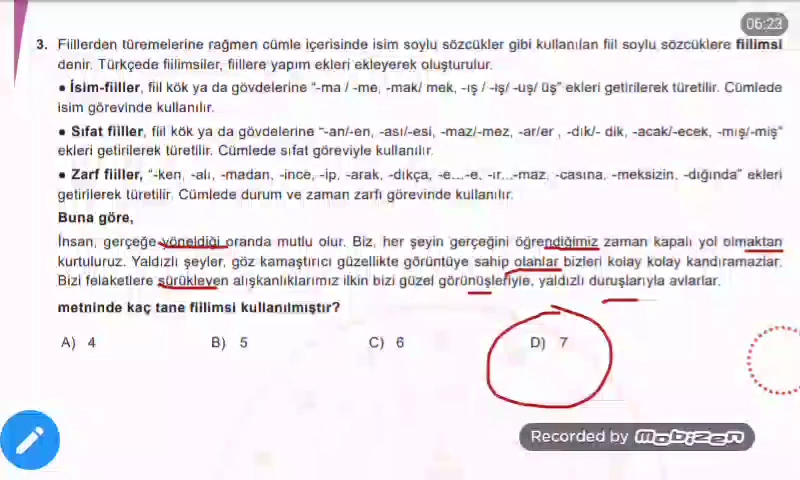 06:23
3. Fiillerden türemelerine rağmen cümle içerisinde isim soylu sözcükler gibi kullanılan fiil soylu sözcüklere fiilimsi
denir. Türkçede fiilimsiler, fiillere yapım ekleri ekleyerek oluşturulur.
• İsim-fiiller, fiil kök ya da gövdelerine "-ma / -me, -mak/ mek, -ış / -iş/ -uş/ üş" ekleri getirilerek türetilir. Cümlede
isim görevinde kullanılır.
• Sıfat fiiller, fiil kök ya da gövdelerine "-an/-en, -ası/-esi, -maz/-mez, -ar/er , -dık/- dik, -acak/-ecek, -mış/-miş"
ekleri getirilerek türetilir. Cümlede sıfat göreviyle kullanılır.
• Zarf fiiller, "-ken, -alı, -madan, -ince, -ip, -arak, -dıkça, -e...-e, -ır...-maz, -casına, -meksizin, -dığında" ekleri
getirilerek türetilir. Cümlede durum ve zaman zarfı görevinde kullanılır.
Buna göre,
İnsan, gerçeğe yöneldiği oranda mutlu olur. Biz, her şeyin gerçeğini öğrendiğimiz zaman kapalı yol olmaktan
kurtuluruz. Yaldızlı şeyler, göz kamaştırıcı güzellikte görüntüye sahip olanlar bizleri kolay kolay kandıramazlar.
Bizi felaketlere sürükleyen alışkanlıklarımız ilkin bizi güzel görünüşleriyle, yaldızlı duruşlarıyla avlarlar.
metninde kaç tane fiilimsi kullanılmıştır?
A) 4 B) 5 C) 6 D) 7
Recorded by mobizen